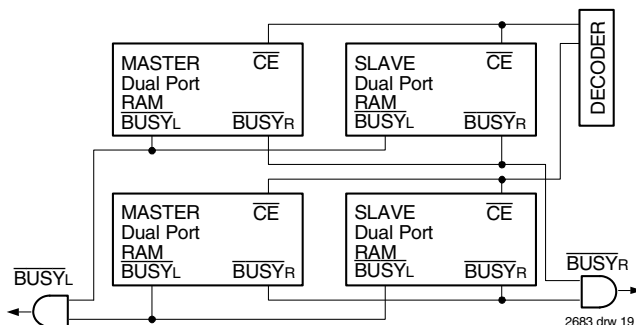 MASTER
Dual Port
RAM
BUSYL
CE
BUSYR
SLAVE
Dual Port
RAM
BUSYL
CE
BUSYR
DECODER
MASTER
Dual Port
RAM
BUSYL
CE
BUSYR
SLAVE
Dual Port
RAM
BUSYL
CE
BUSYR
BUSYL
BUSYR
2683 drw 19